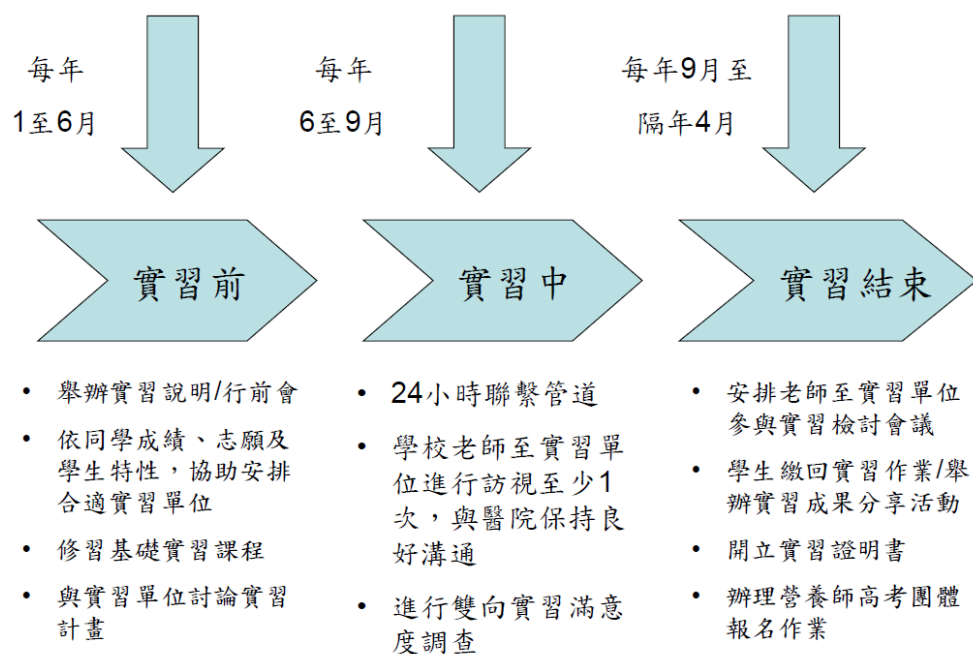 每年
1至6月
每年
6至9月
每年9月至
隔年4月
實習前
實習中
實習結束
• 舉辦實習說明/行前會
• 依同學成績、志願及
學生特性，協助安排
合適實習單位
• 修習基礎實習課程
• 與實習單位討論實習
計畫
• 24小時聯繫管道
• 學校老師至實習單
位進行訪視至少1
次，與醫院保持良
好溝通
• 進行雙向實習滿意
度調查
• 安排老師至實習單位
參與實習檢討會議
• 學生繳回實習作業/舉
辦實習成果分享活動
• 開立實習證明書
• 辦理營養師高考團體
報名作業